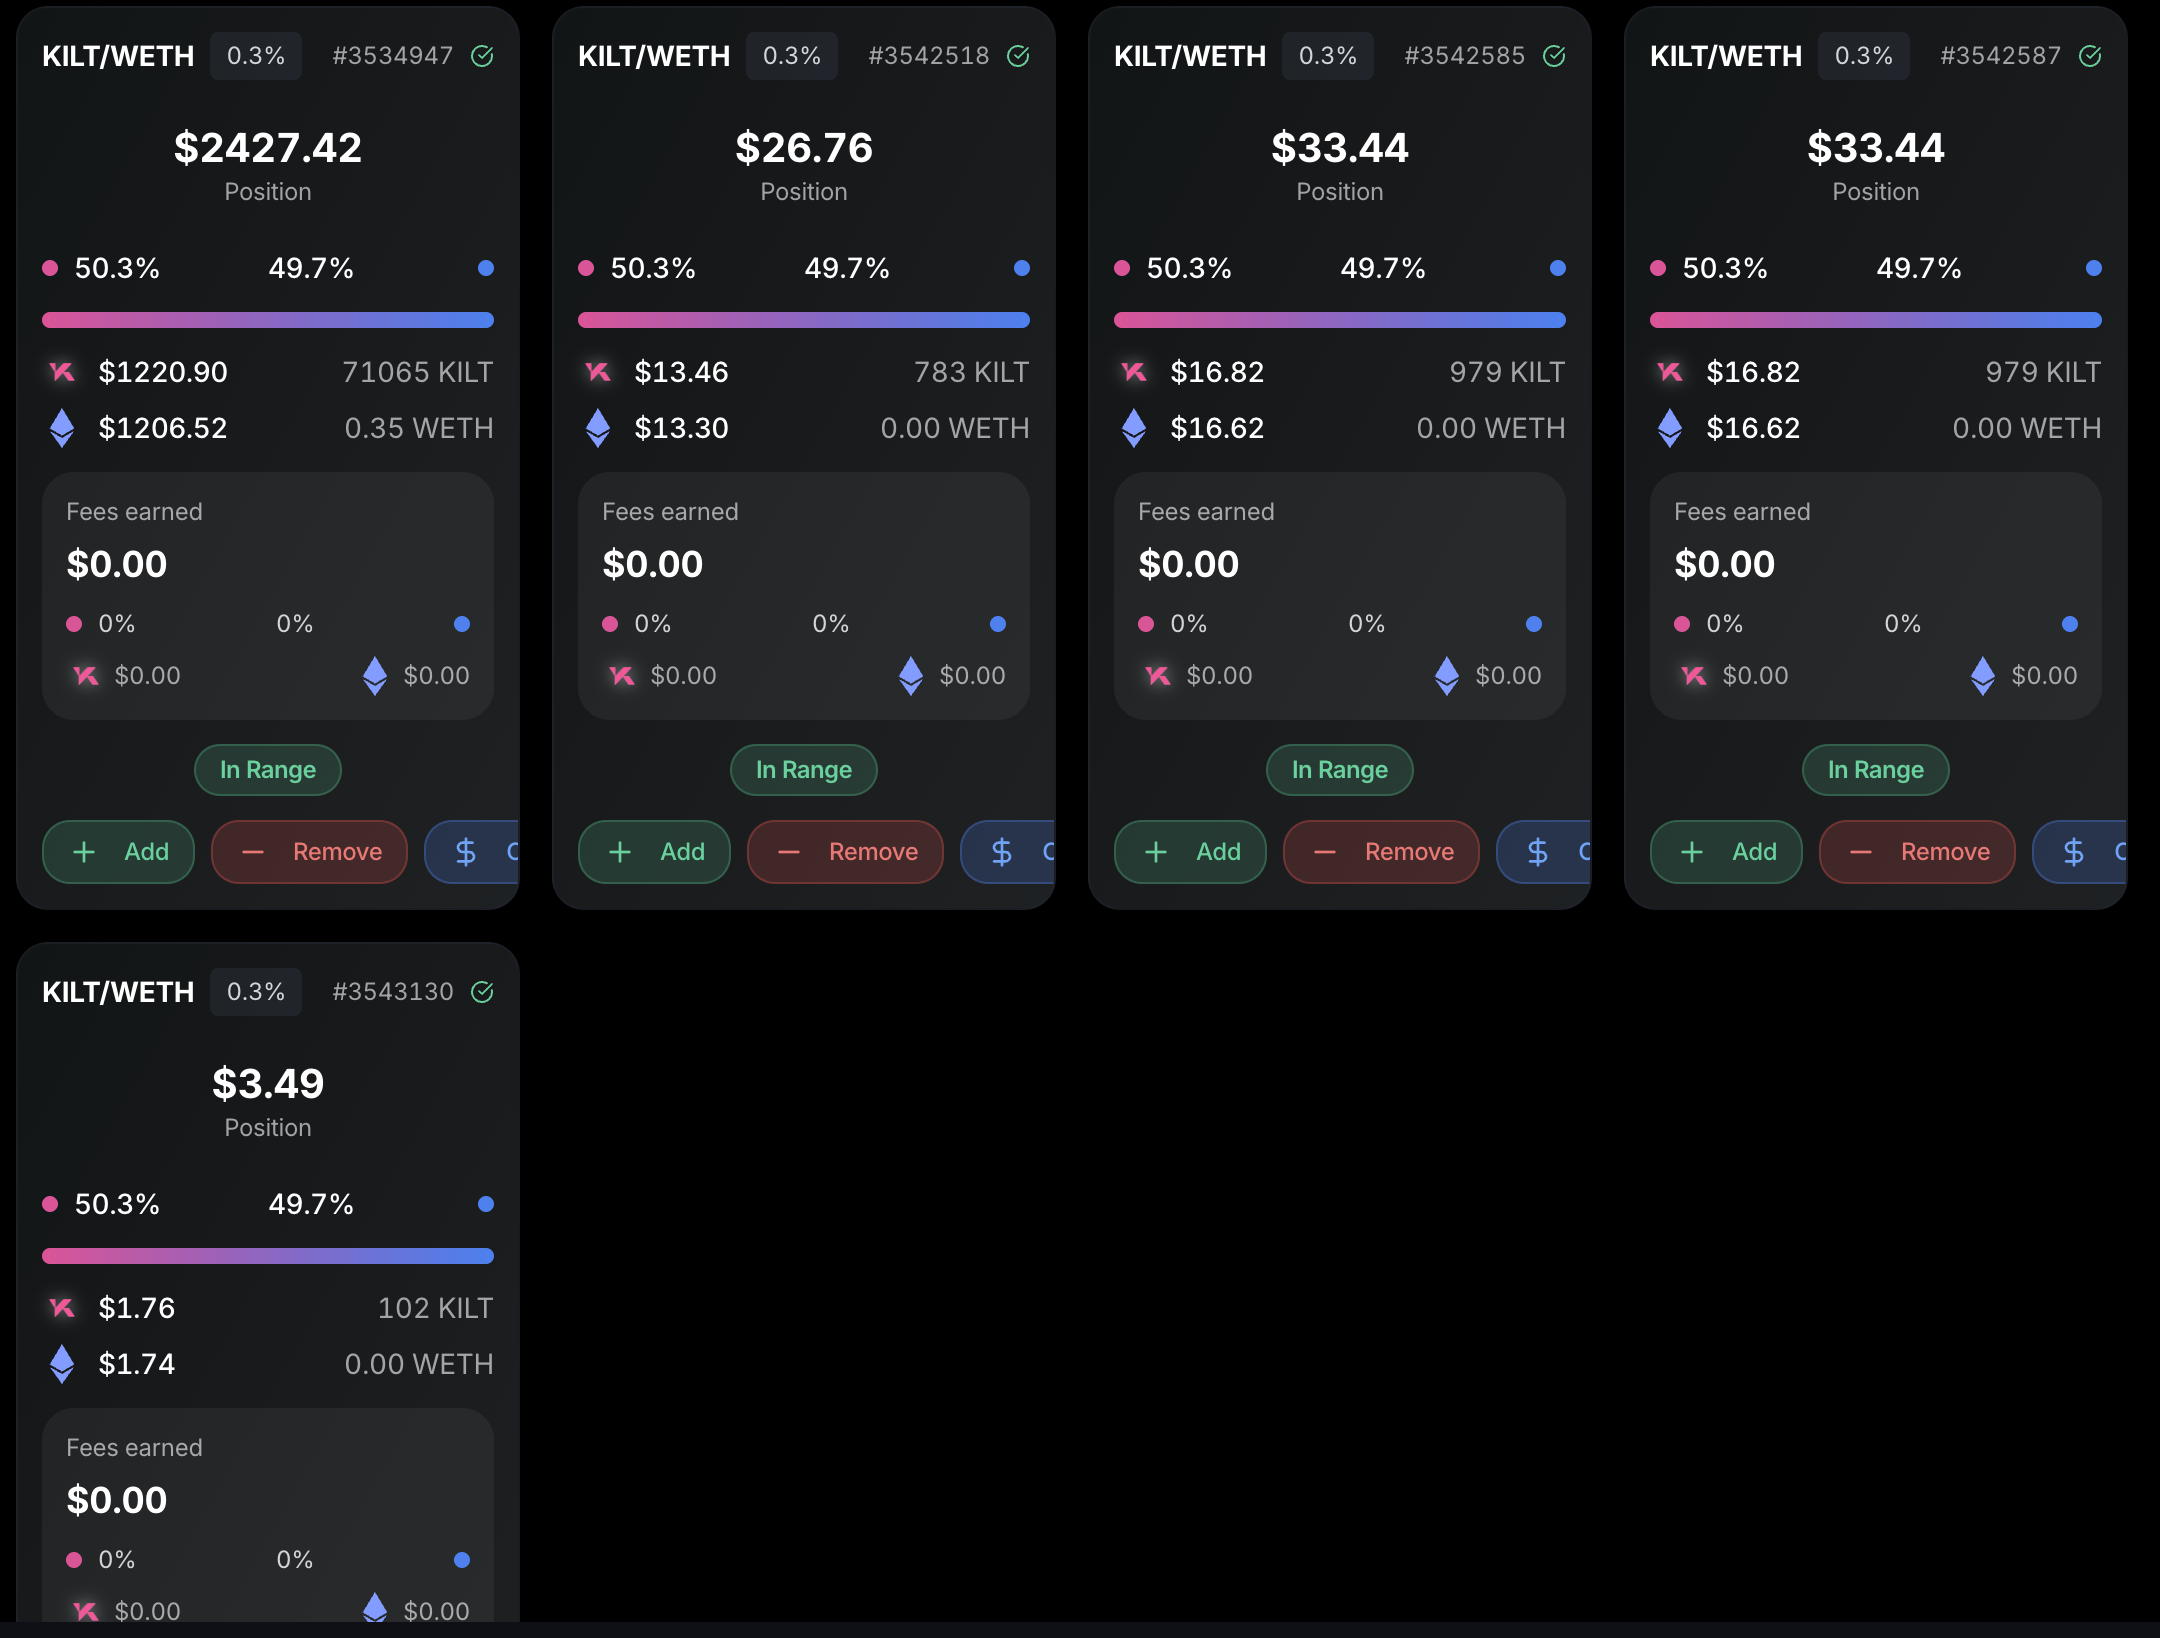 KILT/WETH 0.3% #3534947
$2427.42
Position
50.3% 49.7%
$1220.90 71065 KILT
$1206.52 0.35 WETH
Fees earned
$0.00
0% 0%
$0.00 $0.00
In Range
+ Add − Remove $
KILT/WETH 0.3% #3542518
$26.76
Position
50.3% 49.7%
$13.46 783 KILT
$13.30 0.00 WETH
Fees earned
$0.00
0% 0%
$0.00 $0.00
In Range
+ Add − Remove $
KILT/WETH 0.3% #3542585
$33.44
Position
50.3% 49.7%
$16.82 979 KILT
$16.62 0.00 WETH
Fees earned
$0.00
0% 0%
$0.00 $0.00
In Range
+ Add − Remove $
KILT/WETH 0.3% #3542587
$33.44
Position
50.3% 49.7%
$16.82 979 KILT
$16.62 0.00 WETH
Fees earned
$0.00
0% 0%
$0.00 $0.00
In Range
+ Add − Remove $
KILT/WETH 0.3% #3543130
$3.49
Position
50.3% 49.7%
$1.76 102 KILT
$1.74 0.00 WETH
Fees earned
$0.00
0% 0%
$0.00 $0.00